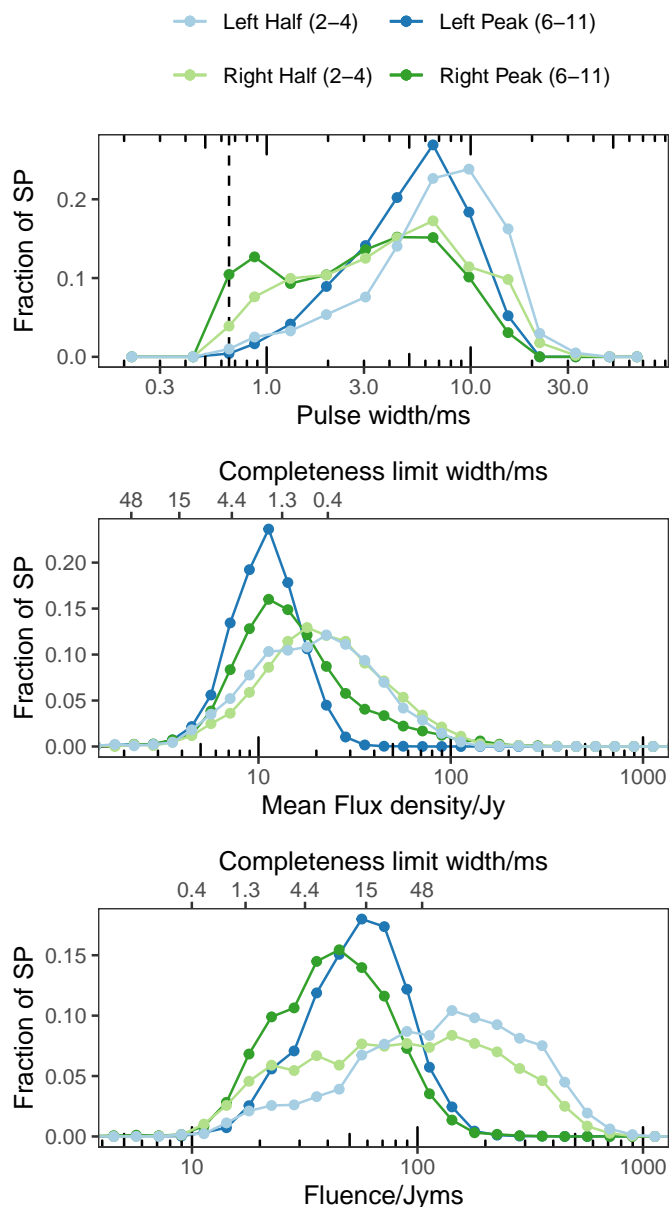 Left Half (2−4) Left Peak (6−11)
Right Half (2−4) Right Peak (6−11)
Fraction of SP
0.2
0.1
0.0
0.3 1.0 3.0 10.0 30.0
Pulse width/ms
Completeness limit width/ms
48 15 4.4 1.3 0.4
Fraction of SP
0.20
0.15
0.10
0.05
0.00
10 100 1000
Mean Flux density/Jy
Completeness limit width/ms
0.4 1.3 4.4 15 48
Fraction of SP
0.15
0.10
0.05
0.00
10 100 1000
Fluence/Jyms